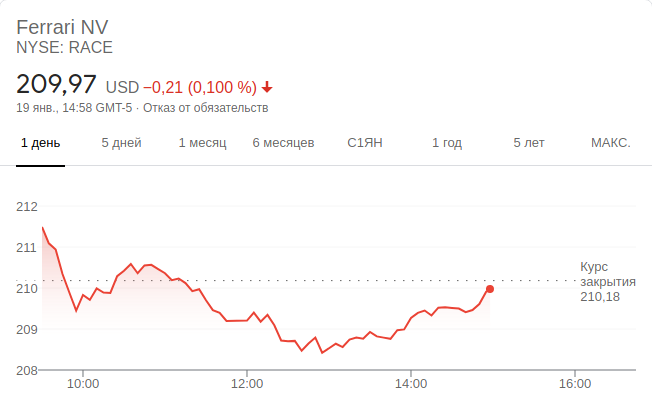 Ferrari NV
NYSE: RACE
209,97 USD −0,21 (0,100 %)
19 янв., 14:58 GMT-5 · Отказ от обязательств
1 день 5 дней 1 месяц 6 месяцев С1ЯН 1 год 5 лет МАКС.
212
211
210
209
208
Курс
закрытия
210,18
10:00 12:00 14:00 16:00